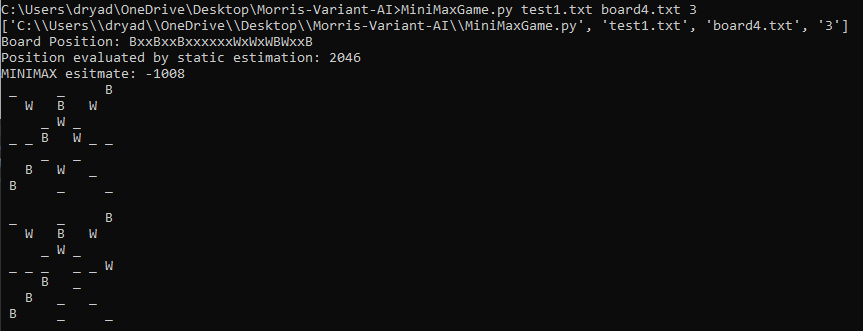 C:\Users\dryad\OneDrive\Desktop\Morris-Variant-AI>MiniMaxGame.py test1.txt board4.txt 3
['C:\\Users\\dryad\\OneDrive\\Desktop\\Morris-Variant-AI\\MiniMaxGame.py', 'test1.txt', 'board4.txt', '3']
Board Position: BxxBxxBxxxxxxWxWxWBWxxB
Position evaluated by static estimation: 2046
MINIMAX esitmate: -1008
_     _     B
  W   B   W
    _ W _
_ _ B   W _ _
    _   _
  B   W   _
B     _     _

_     _     B
  W   B   W
    _ W _
_ _ _   _ _ W
    B   _
  B   _   _
B     _     _